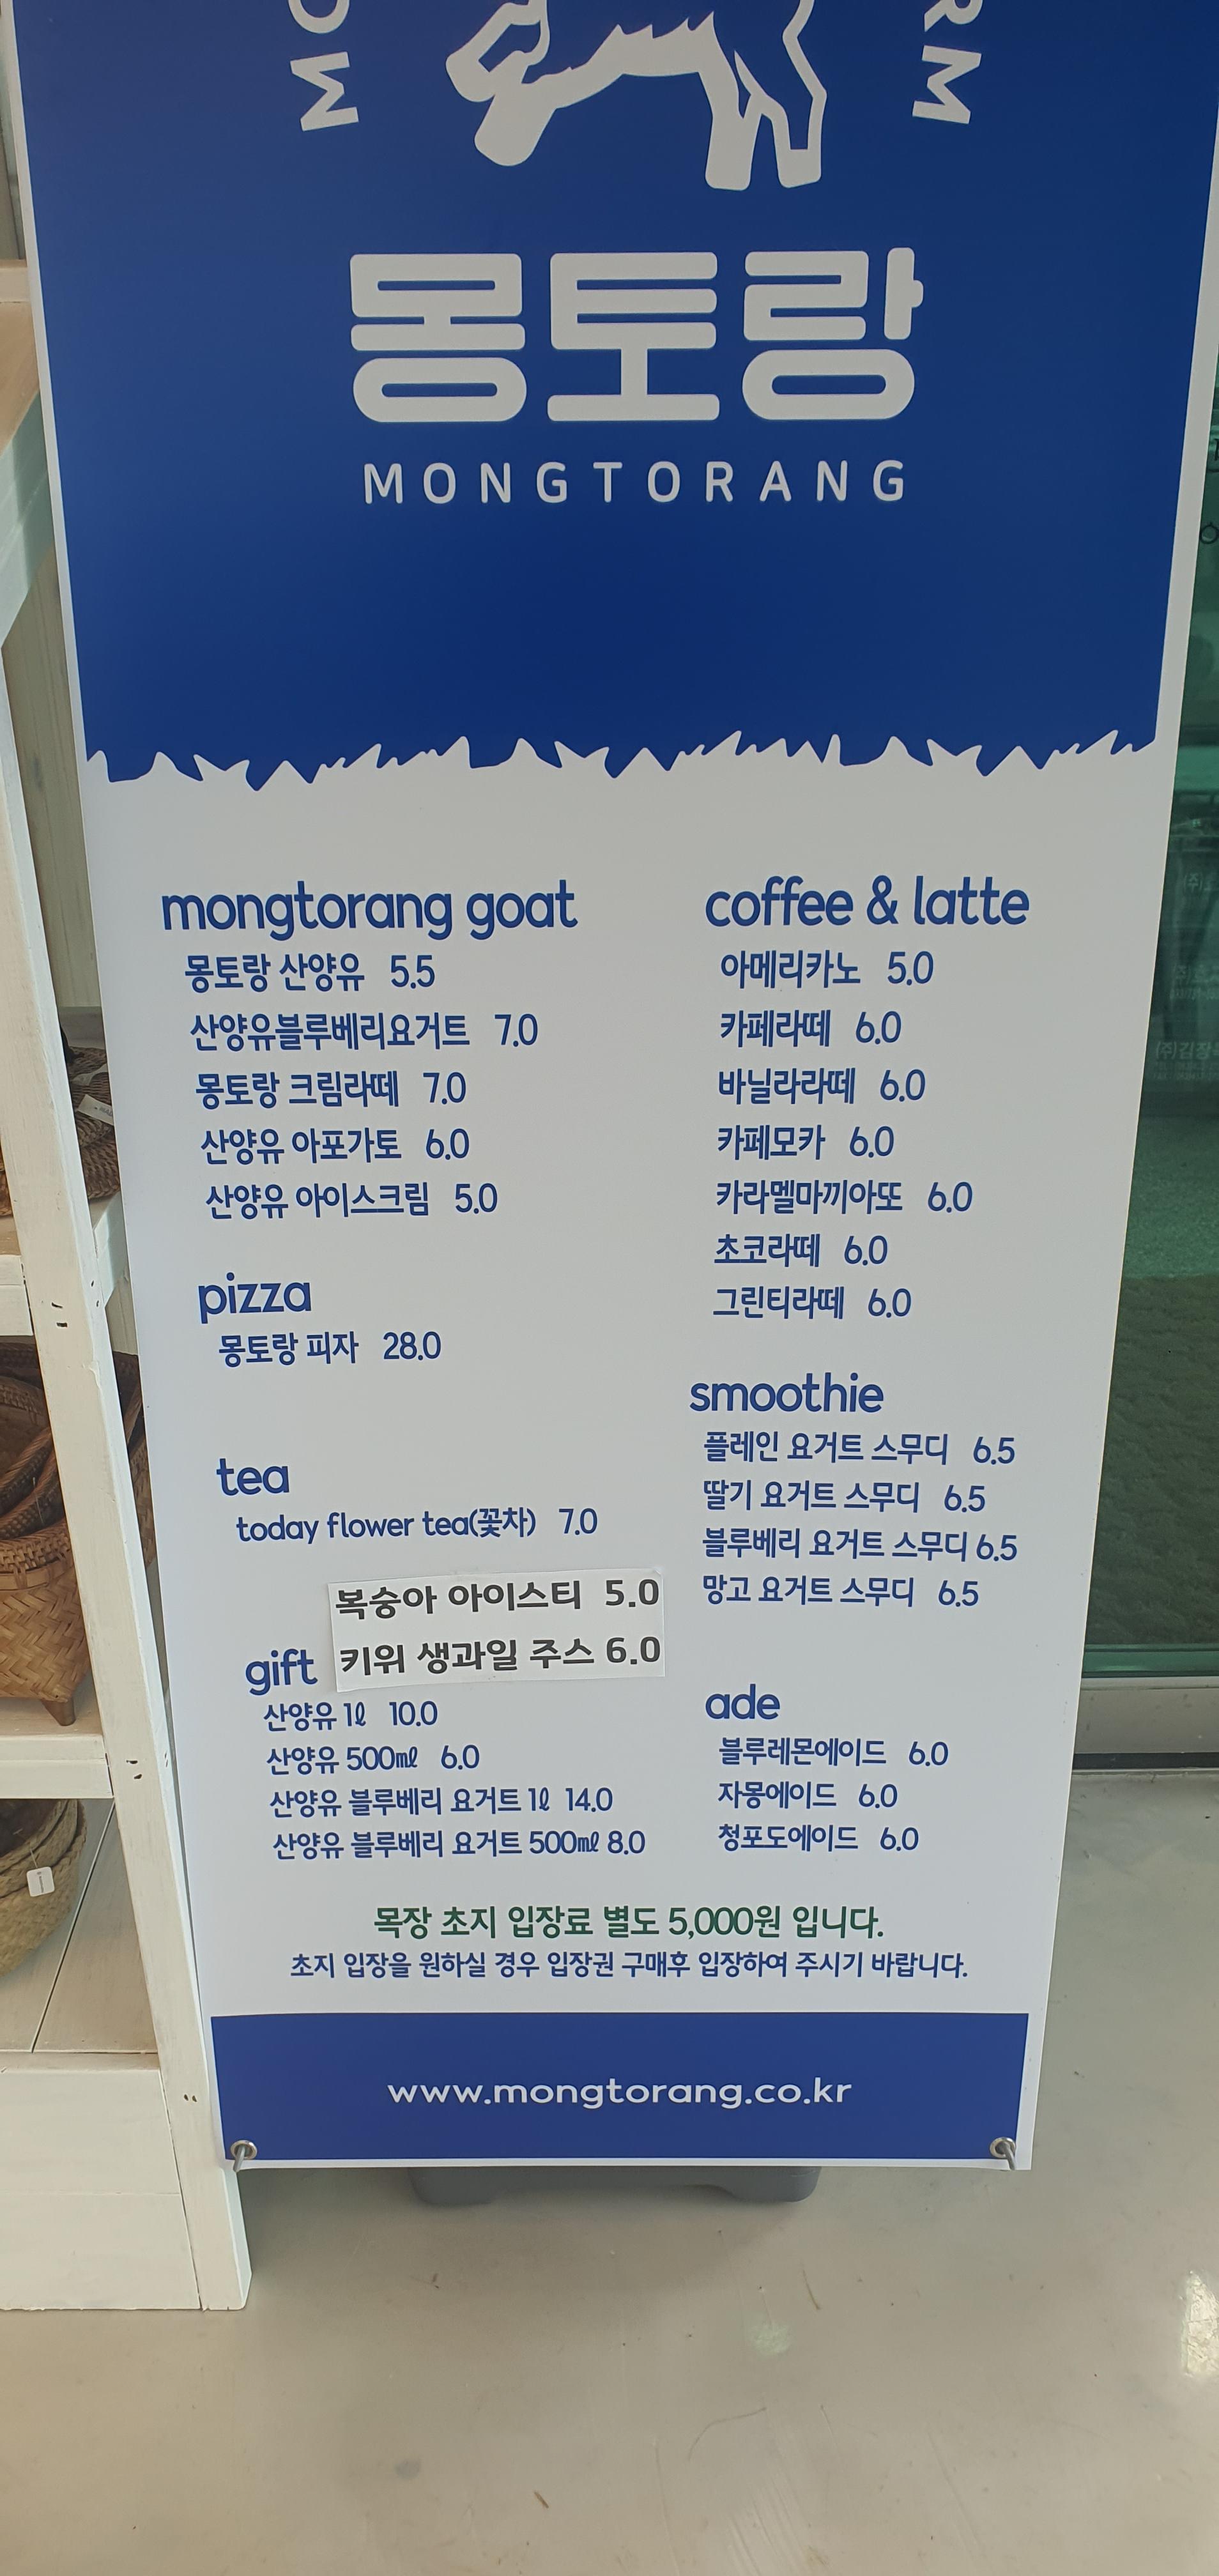 몽토랑
MONGTORANG
mongtorang goat
몽토랑 산양유 5.5
산양유블루베리요거트 7.0
몽토랑 크림라떼 7.0
산양유 아포가토 6.0
산양유 아이스크림 5.0
pizza
몽토랑 피자 28.0
tea
today flower tea(꽃차) 7.0
복숭아 아이스티 5.0
키위 생과일 주스 6.0
gift
산양유 1ℓ 10.0
산양유 500㎖ 6.0
산양유 블루베리 요거트 1ℓ 14.0
산양유 블루베리 요거트 500㎖ 8.0
coffee & latte
아메리카노 5.0
카페라떼 6.0
바닐라라떼 6.0
카페모카 6.0
카라멜마끼아또 6.0
초코라떼 6.0
그린티라떼 6.0
smoothie
플레인 요거트 스무디 6.5
딸기 요거트 스무디 6.5
블루베리 요거트 스무디 6.5
망고 요거트 스무디 6.5
ade
블루레몬에이드 6.0
자몽에이드 6.0
청포도에이드 6.0
목장 초지 입장료 별도 5,000원 입니다.
초지 입장을 원하실 경우 입장권 구매후 입장하여 주시기 바랍니다.
www.mongtorang.co.kr